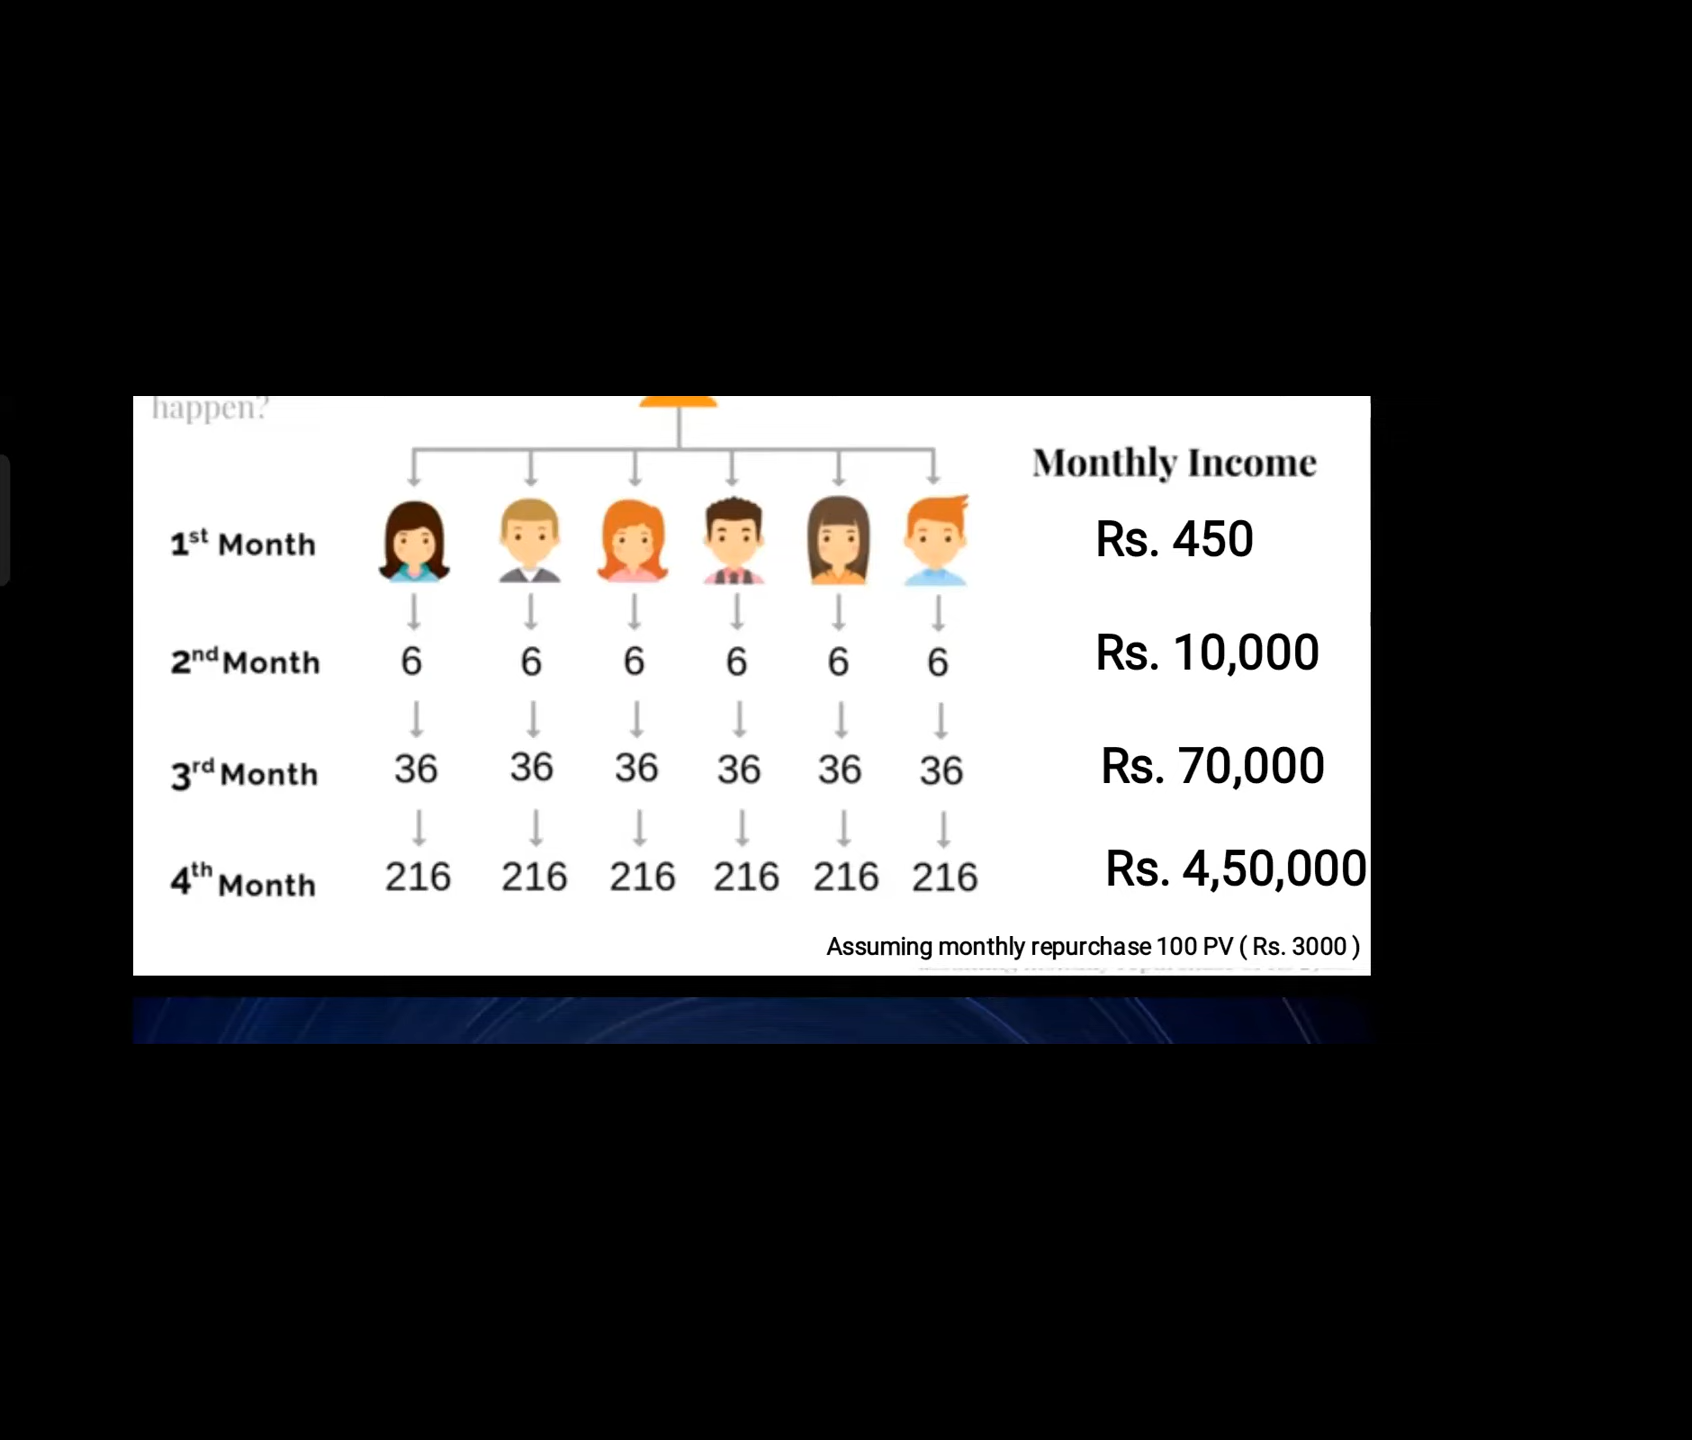 happen?
Monthly Income
1st Month Rs. 450
2nd Month 6 6 6 6 6 6 Rs. 10,000
3rd Month 36 36 36 36 36 36 Rs. 70,000
4th Month 216 216 216 216 216 216 Rs. 4,50,000
Assuming monthly repurchase 100 PV ( Rs. 3000 )